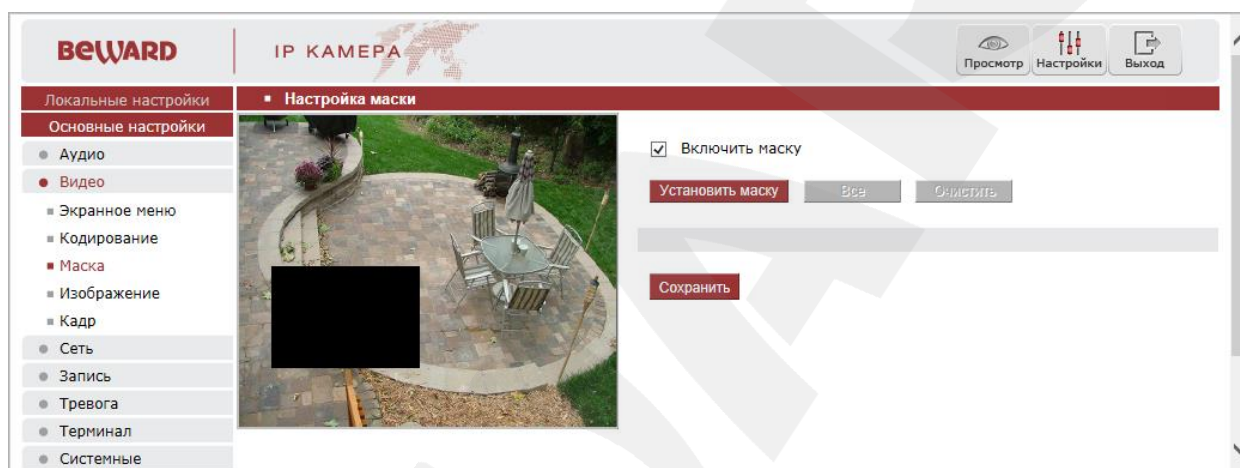 BEWARD
IP КАМЕРА
Просмотр
Настройки
Выход
Локальные настройки
Настройка маски
Основные настройки
Аудио
Видео
Экранное меню
Кодирование
Маска
Изображение
Кадр
Сеть
Запись
Тревога
Терминал
Системные
Включить маску
Установить маску
Все
Очистить
Сохранить